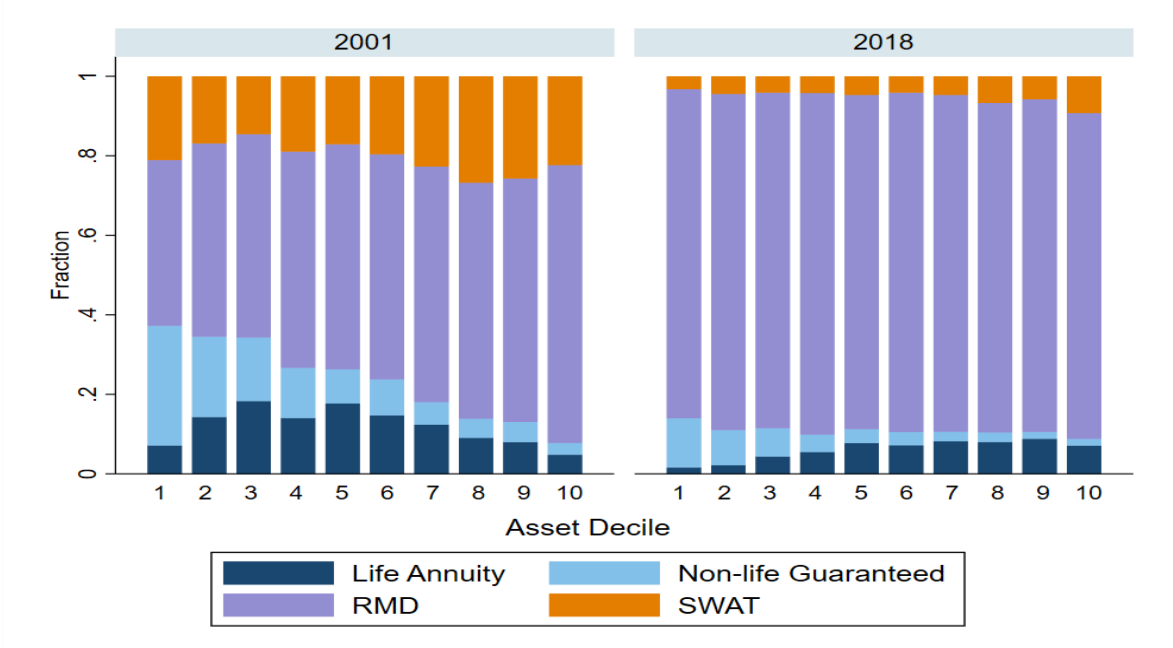 2001
2018
1
.8
.6
.4
.2
0
Fraction
1 2 3 4 5 6 7 8 9 10
1 2 3 4 5 6 7 8 9 10
Asset Decile
Life Annuity
Non-life Guaranteed
RMD
SWAT